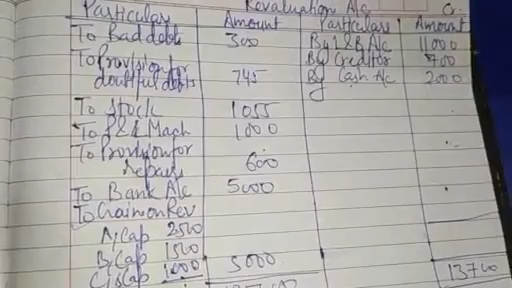 Revaluation A/c
Particulars Amount Particulars Amount
To Bad debts 300 By L&B A/c 11000
To Provision for By Creditor 700
doubtful debts 745 By Cash A/c 2000
To Stock 1055
To P&L Mach 1000
To Provision for
repairs 600
To Bank A/c 5000
To Gain on Rev
A/Cap 2500
B/Cap 1500
C/Cap 1000 5000
13700